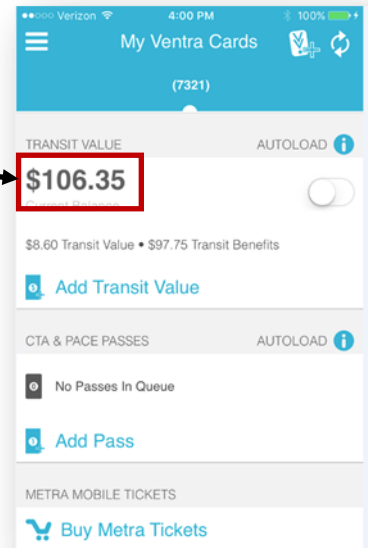 Verizon 4:00 PM 100%
My Ventra Cards
(7321)
TRANSIT VALUE AUTOLOAD
$106.35
Current Balance
$8.60 Transit Value • $97.75 Transit Benefits
Add Transit Value
CTA & PACE PASSES AUTOLOAD
No Passes In Queue
Add Pass
METRA MOBILE TICKETS
Buy Metra Tickets